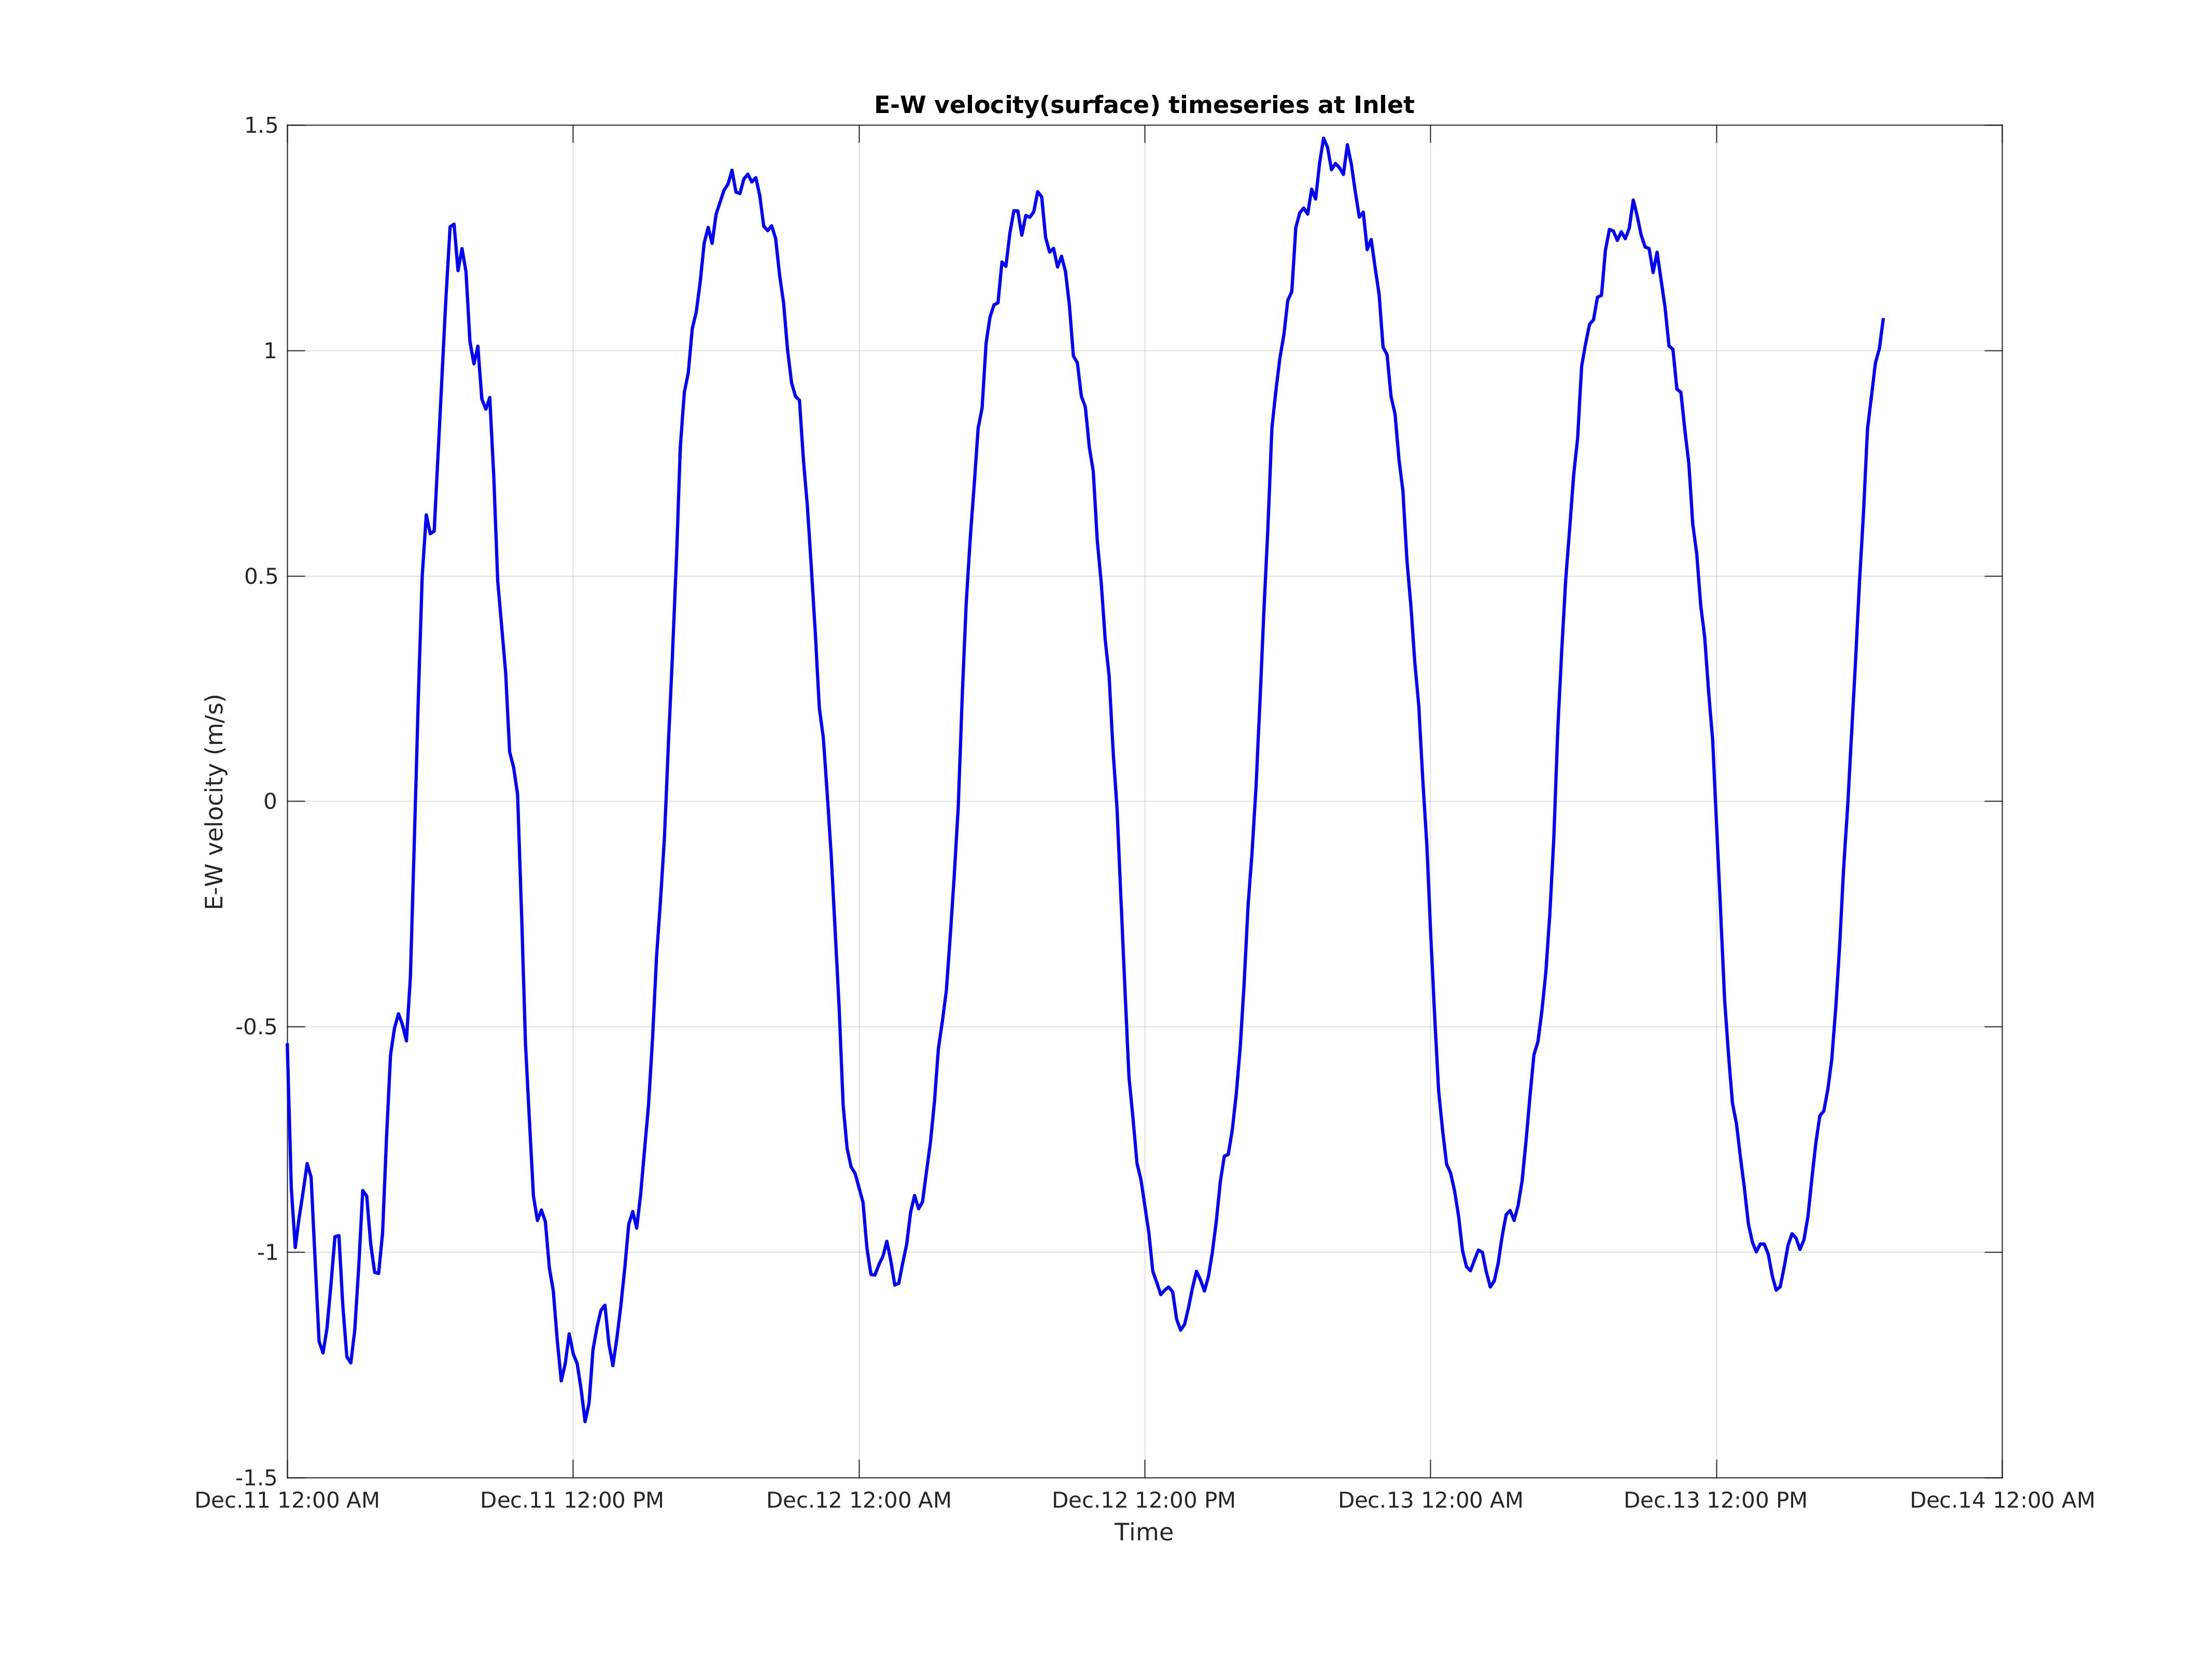 E-W velocity(surface) timeseries at Inlet
1.5
1
0.5
0
-0.5
-1
-1.5
E-W velocity (m/s)
Dec.11 12:00 AM
Dec.11 12:00 PM
Dec.12 12:00 AM
Dec.12 12:00 PM
Dec.13 12:00 AM
Dec.13 12:00 PM
Dec.14 12:00 AM
Time